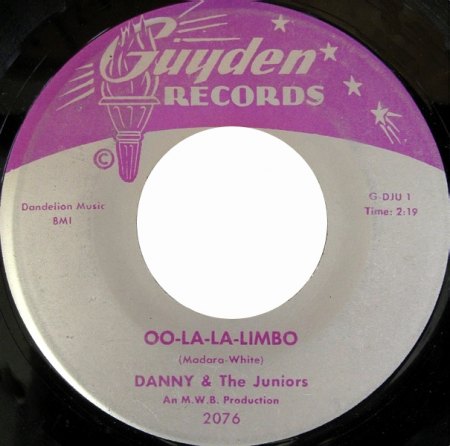 Guyden
RECORDS
©
Dandelion Music
BMI
G-DJU 1
Time: 2:19
OO-LA-LA-LIMBO
(Madara-White)
DANNY & The Juniors
An M.W.B. Production
2076